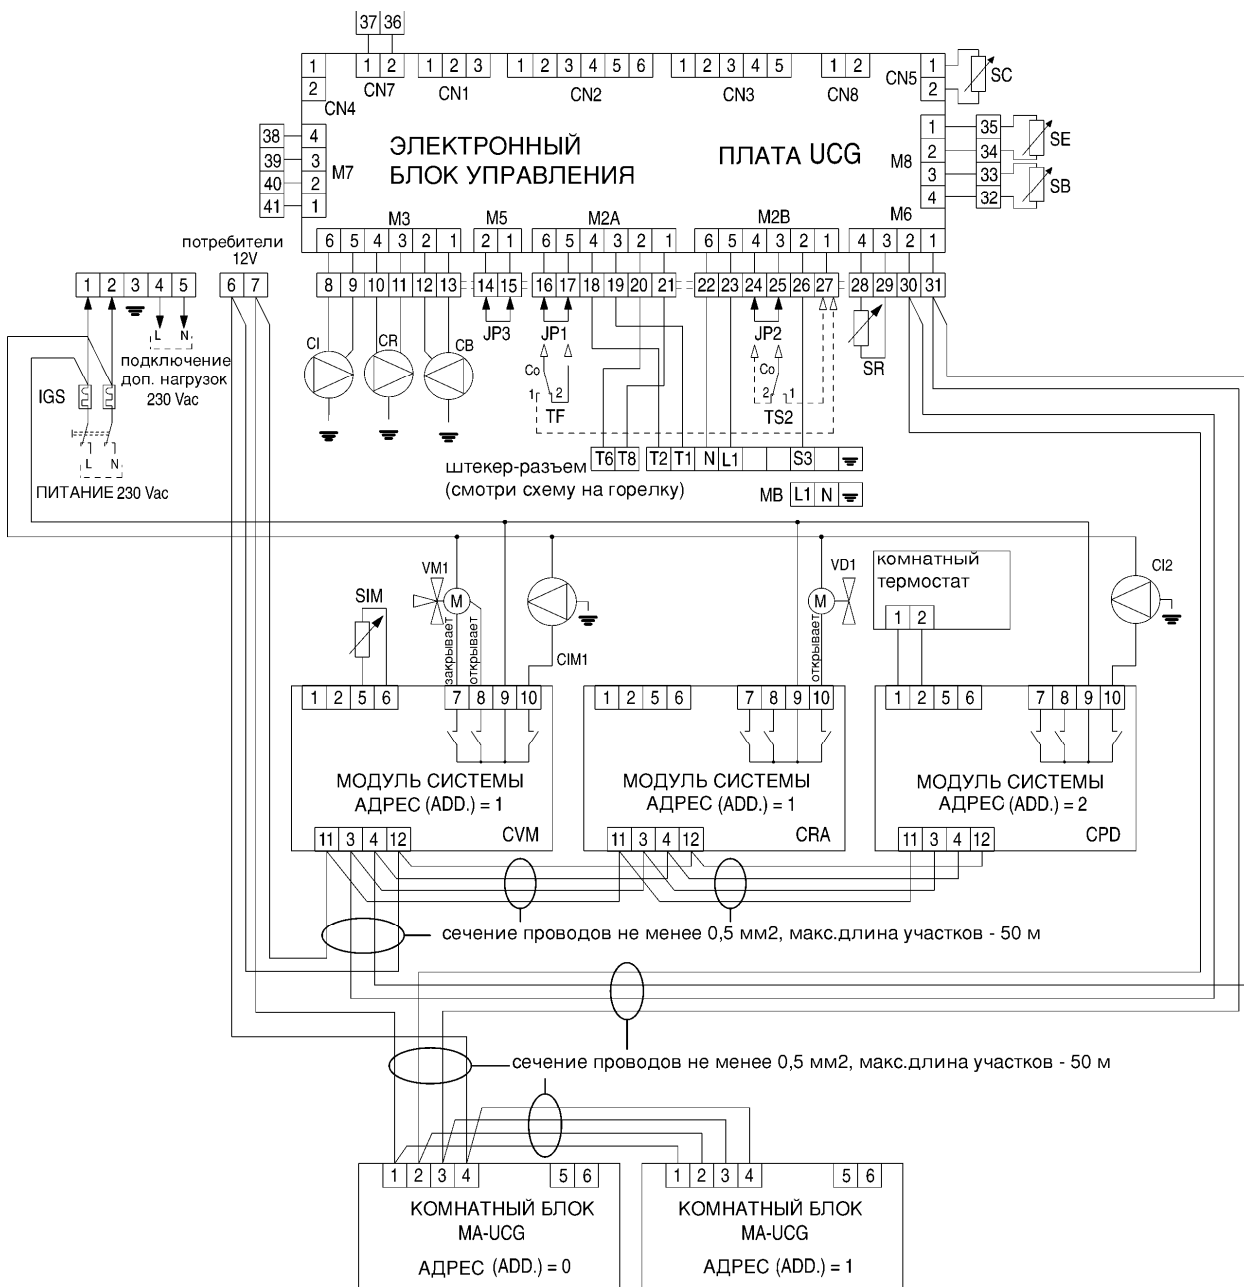 37 36
1 1 2 1 2 3 1 2 3 4 5 6 1 2 3 4 5 1 2 1
2 CN7 CN1 CN2 CN3 CN8 CN5 2 SC
CN4
38 4 ЭЛЕКТРОННЫЙ ПЛАТА UCG 1 35 SE
39 3 БЛОК УПРАВЛЕНИЯ M8 2 34
40 2 M7 3 33 SB
41 1 4 32
M3 M5 M2A M2B M6
потребители 6 5 4 3 2 1 2 1 6 5 4 3 2 1 6 5 4 3 2 1 4 3 2 1
12V
1 2 3 4 5 6 7 8 9 10 11 12 13 14 15 16 17 18 19 20 21 22 23 24 25 26 27 28 29 30 31
L N JP3 JP1 JP2
подключение CI CR CB Co Co SR
доп. нагрузок
230 Vac
IGS 1 2 2 1
TF TS2
L N
ПИТАНИЕ 230 Vac
штекер-разъем T6 T8 T2 T1 N L1 S3
(смотри схему на горелку) MB L1 N
VM1 VD1 комнатный CI2
термостат
SIM M M 1 2
закрывает открывает CIM1 открывает
1 2 5 6 7 8 9 10 1 2 5 6 7 8 9 10 1 2 5 6 7 8 9 10
МОДУЛЬ СИСТЕМЫ МОДУЛЬ СИСТЕМЫ МОДУЛЬ СИСТЕМЫ
АДРЕС (ADD.) = 1 АДРЕС (ADD.) = 1 АДРЕС (ADD.) = 2
11 3 4 12 CVM 11 3 4 12 CRA 11 3 4 12 CPD
сечение проводов не менее 0,5 мм2, макс.длина участков - 50 м
сечение проводов не менее 0,5 мм2, макс.длина участков - 50 м
1 2 3 4 5 6 1 2 3 4 5 6
КОМНАТНЫЙ БЛОК КОМНАТНЫЙ БЛОК
MA-UCG MA-UCG
АДРЕС (ADD.) = 0 АДРЕС (ADD.) = 1